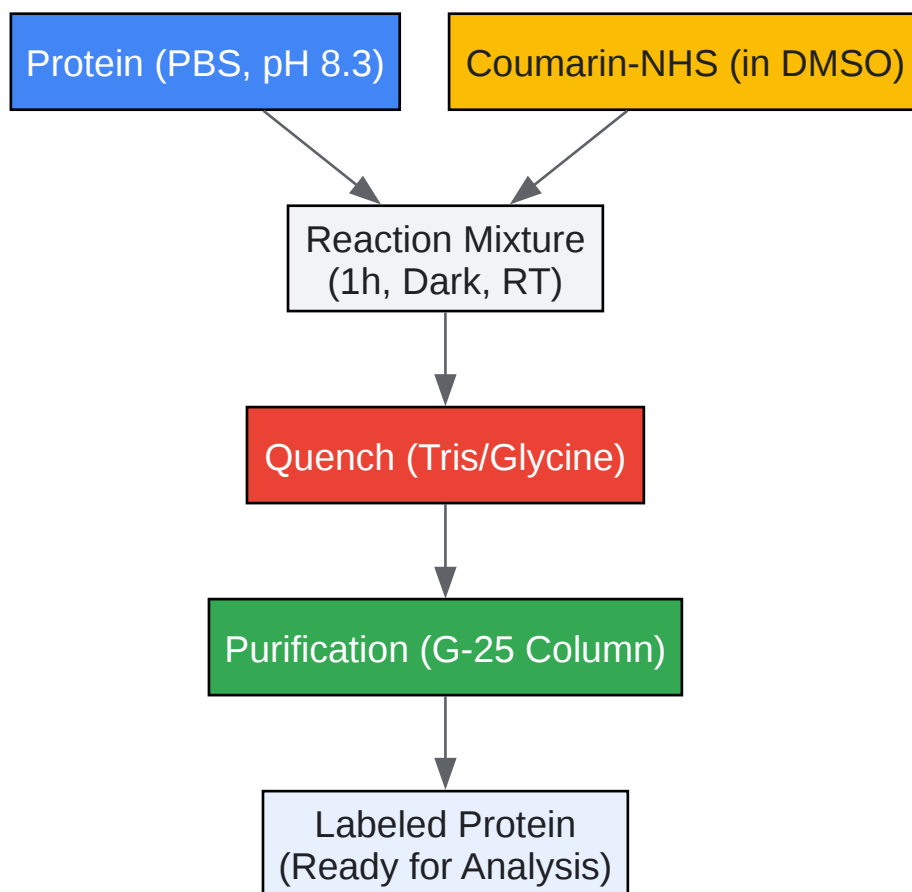 Protein (PBS, pH 8.3)
Coumarin-NHS (in DMSO)
Reaction Mixture
(1h, Dark, RT)
Quench (Tris/Glycine)
Purification (G-25 Column)
Labeled Protein
(Ready for Analysis)